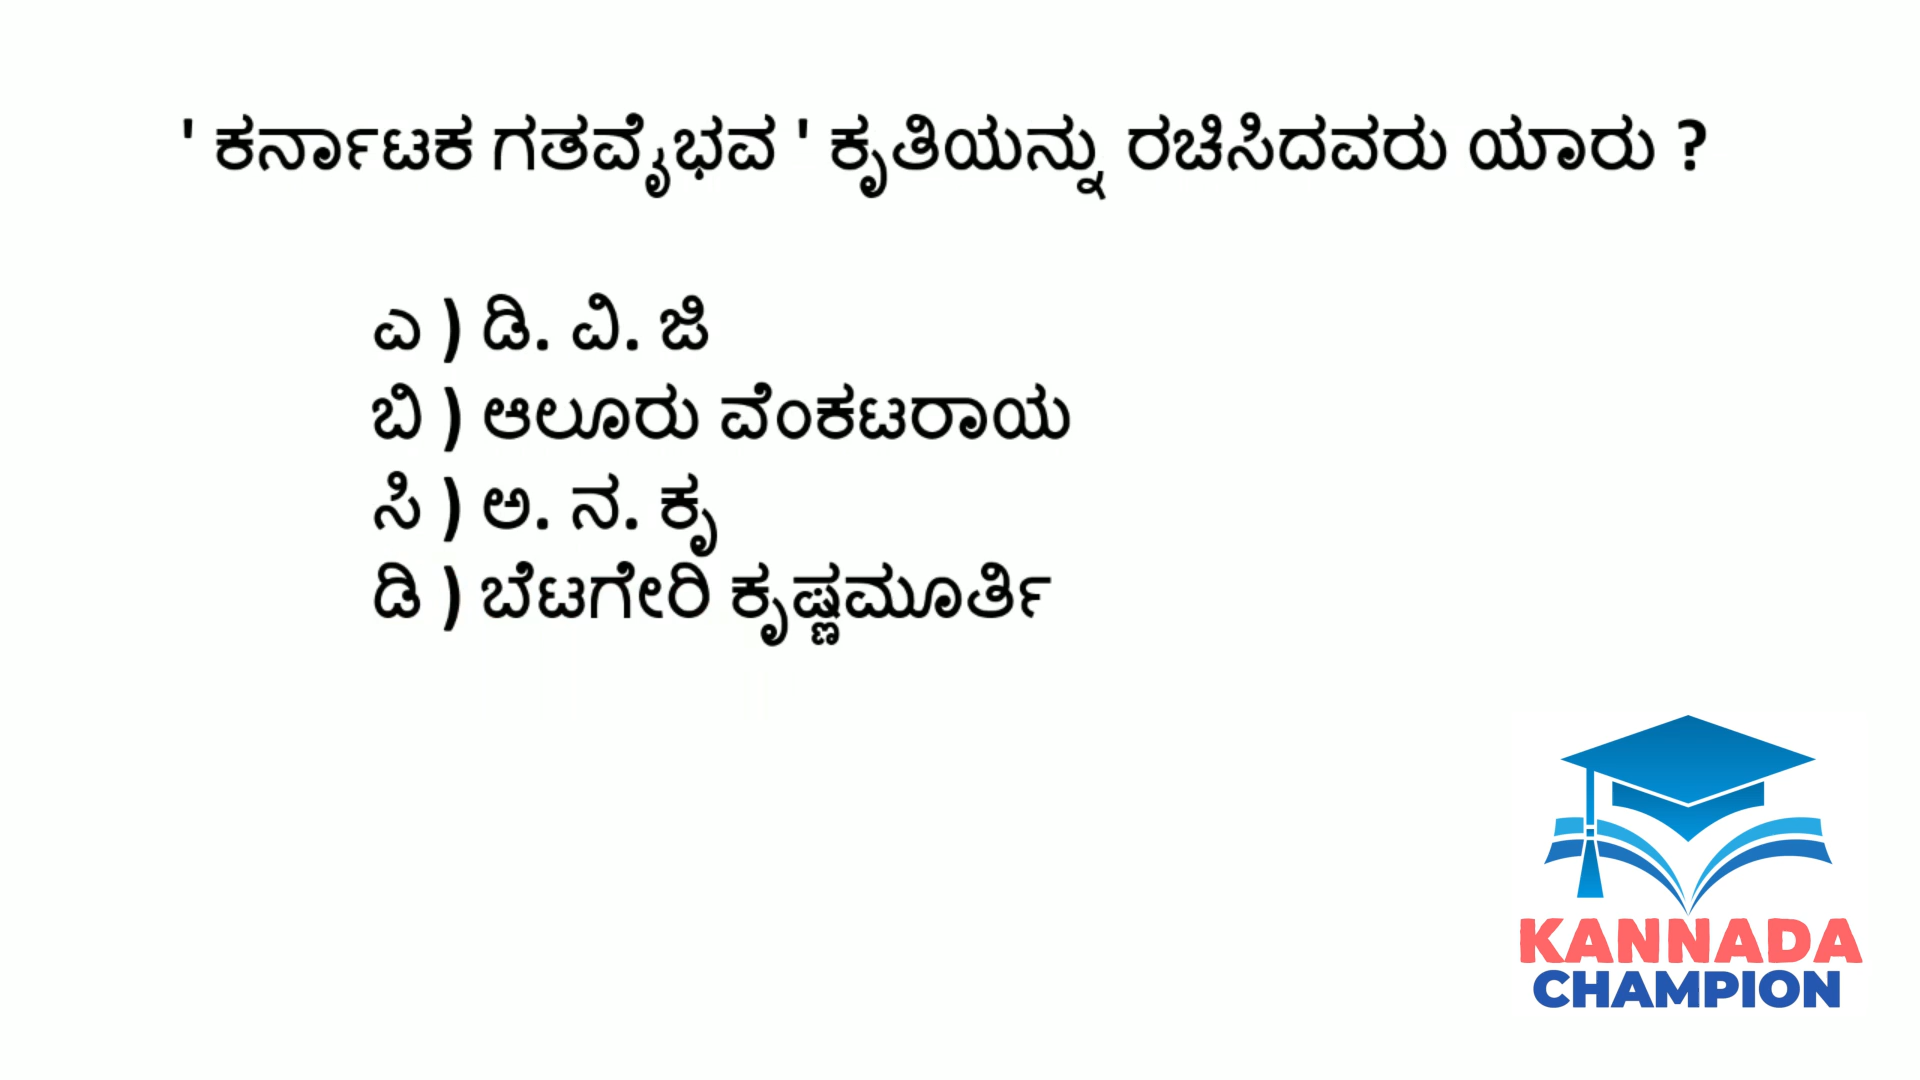 ' ಕರ್ನಾಟಕ ಗತವೈಭವ ' ಕೃತಿಯನ್ನು ರಚಿಸಿದವರು ಯಾರು ?
ಎ ) ಡಿ. ವಿ. ಜಿ
ಬಿ ) ಆಲೂರು ವೆಂಕಟರಾಯ
ಸಿ ) ಅ. ನ. ಕೃ
ಡಿ ) ಬೆಟಗೇರಿ ಕೃಷ್ಣಮೂರ್ತಿ
KANNADA
CHAMPION